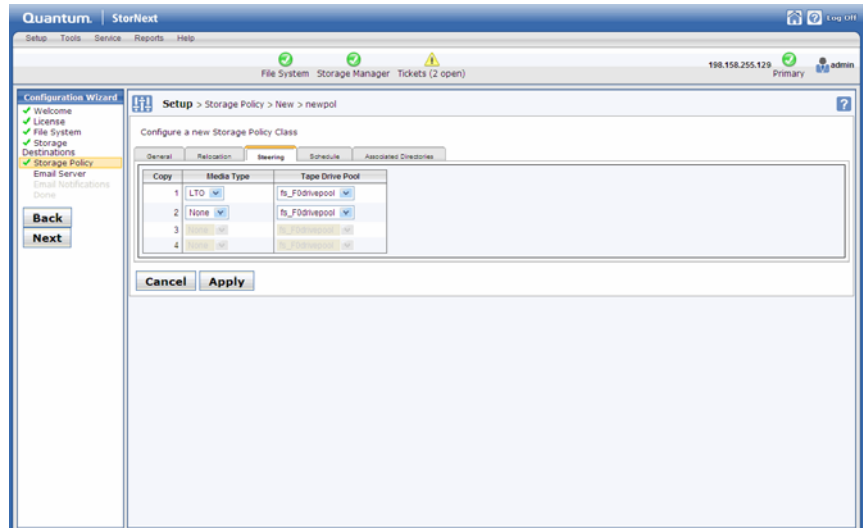 Quantum. StorNext
Log Off
Setup Tools Service Reports Help
File System Storage Manager Tickets (2 open)
198.158.255.129 Primary admin
Configuration Wizard
Welcome
License
File System
Storage
Destinations
Storage Policy
Email Server
Email Notifications
Done
Back
Next
Setup > Storage Policy > New > newpol
?
Configure a new Storage Policy Class
General Relocation Steering Schedule Associated Directories
Copy Media Type Tape Drive Pool
1 LTO fs_F0drivepool
2 None fs_F0drivepool
3 None fs_F0drivepool
4 None fs_F0drivepool
Cancel Apply